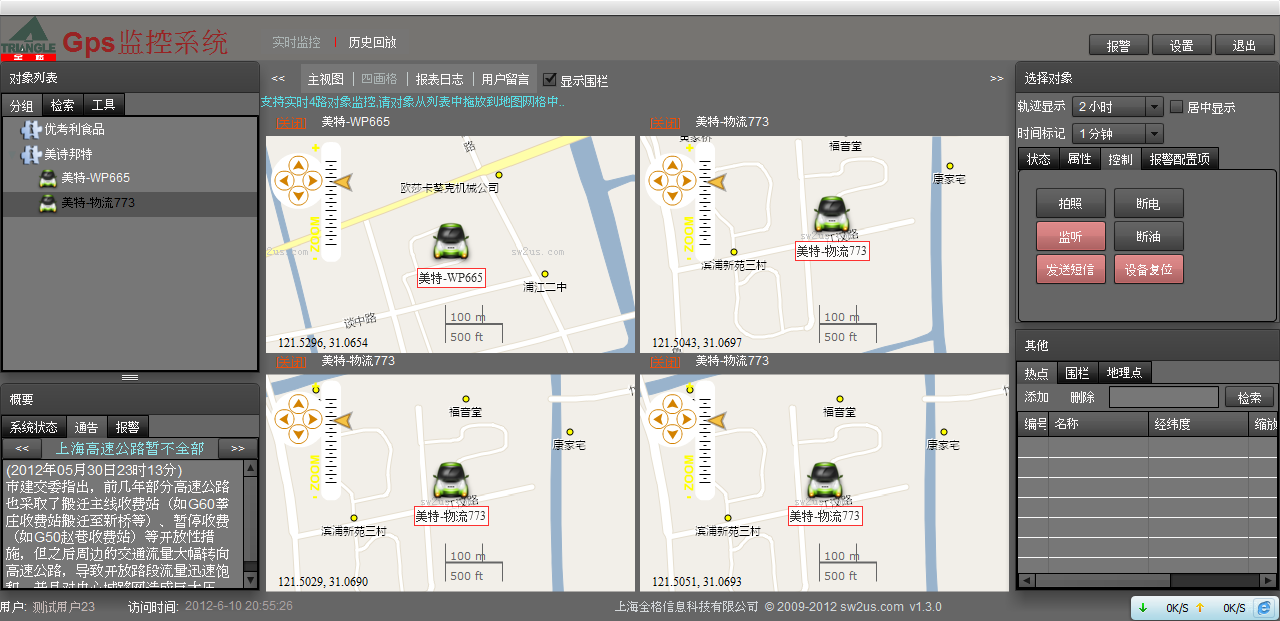 TRIANGLE
金格
Gps监控系统
实时监控 | 历史回放
报警 设置 退出
对象列表
分组 检索 工具
优考利食品
美诗邦特
美特-WP665
美特-物流773
<< 主视图 | 四画格 | 报表日志 | 用户留言 显示围栏 >>
支持实时4路对象监控.请对象从列表中拖放到地图网格中..
关闭 美特-WP665
路
欧莎卡莱克机械公司
ZOOM
2us.com
sw2us.com
美特-WP665
浦江二中
谈中路
100 m
500 ft
121.5296, 31.0654
关闭 美特-物流773
福音堂
康家宅
ZOOM
美特-物流773
滨浦新苑三村
100 m
500 ft
121.5043, 31.0697
关闭 美特-物流773
福音堂
康家宅
ZOOM
美特-物流773
滨浦新苑三村
100 m
500 ft
121.5029, 31.0690
关闭 美特-物流773
福音堂
康家宅
ZOOM
美特-物流773
滨浦新苑三村
100 m
500 ft
121.5051, 31.0693
选择对象
轨迹显示 2小时 居中显示
时间标记 1分钟
状态 属性 控制 报警配置项
拍照 断电
监听 断油
发送短信 设备复位
其他
热点 围栏 地理点
添加 删除 检索
编号 名称 经纬度 缩放
概要
系统状态 通告 报警
<< 上海高速公路暂不全部 >>
(2012年05月30日23时13分)
市建交委指出，前几年部分高速公路
也采取了搬迁主线收费站（如G60莘
庄收费站搬迁至新桥等）、暂停收费
（如G50赵巷收费站）等开放性措
施，但之后周边的交通流量大幅转向
高速公路，导致开放路段流量迅速饱
用户: 测试用户23 访问时间: 2012-6-10 20:55:26
上海全格信息科技有限公司 © 2009-2012 sw2us.com v1.3.0
0K/S 0K/S